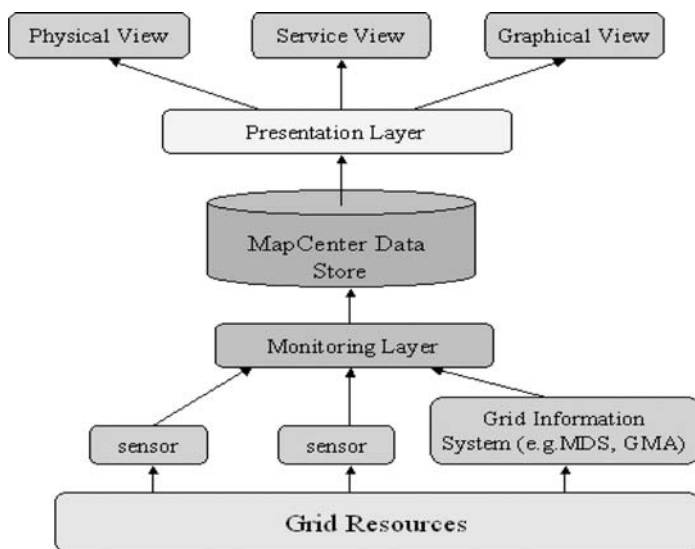 Physical View
Service View
Graphical View
Presentation Layer
MapCenter Data
Store
Monitoring Layer
sensor
sensor
Grid Information
System (e.g.MDS, GMA)
Grid Resources